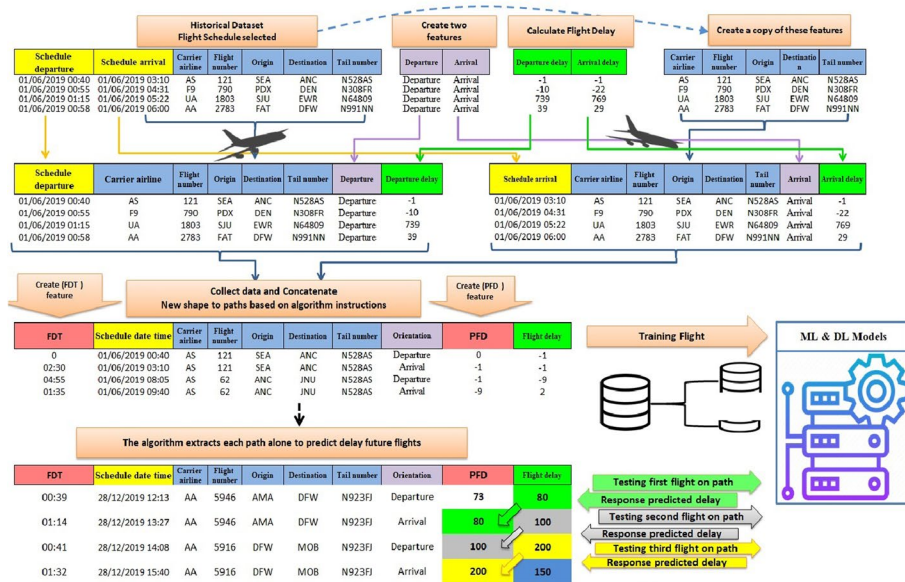 Historical Dataset
Flight Schedule selected
Create two
features
Calculate Flight Delay
Create a copy of these features
Schedule departure Schedule arrival Carrier airline Flight number Origin Destination Tail number
01/06/2019 00:40 01/06/2019 03:10 AS 121 SEA ANC N528AS
01/06/2019 00:55 01/06/2019 04:31 F9 790 PDX DEN N308FR
01/06/2019 01:15 01/06/2019 05:22 UA 1803 SJU EWR N64809
01/06/2019 00:58 01/06/2019 06:00 AA 2783 FAT DFW N991NN
Departure Arrival
Departure Arrival
Departure Arrival
Departure Arrival
Departure Arrival
Departure delay Arrival delay
-1 -1
-10 -22
739 769
39 29
Carrier airline Flight number Origin Destination Tail number
AS 121 SEA ANC N528AS
F9 790 PDX DEN N308FR
UA 1803 SJU EWR N64809
AA 2783 FAT DFW N991NN
Schedule departure Carrier airline Flight number Origin Destination Tail number Departure Departure delay
01/06/2019 00:40 AS 121 SEA ANC N528AS Departure -1
01/06/2019 00:55 F9 790 PDX DEN N308FR Departure -10
01/06/2019 01:15 UA 1803 SJU EWR N64809 Departure 739
01/06/2019 00:58 AA 2783 FAT DFW N991NN Departure 39
Schedule arrival Carrier airline Flight number Origin Destination Tail number Arrival Arrival delay
01/06/2019 03:10 AS 121 SEA ANC N528AS Arrival -1
01/06/2019 04:31 F9 790 PDX DEN N308FR Arrival -22
01/06/2019 05:22 UA 1803 SJU EWR N64809 Arrival 769
01/06/2019 06:00 AA 2783 FAT DFW N991NN Arrival 29
Create (FDT )
feature
Collect data and Concatenate
New shape to paths based on algorithm instructions
Create (PFD )
feature
FDT Schedule date time Carrier airline Flight number Origin Destination Tail number Orientation PFD Flight delay
0 01/06/2019 00:40 AS 121 SEA ANC N528AS Departure 0 -1
02:30 01/06/2019 03:10 AS 121 SEA ANC N528AS Arrival -1 -1
04:55 01/06/2019 08:05 AS 62 ANC JNU N528AS Departure -1 -9
01:35 01/06/2019 09:40 AS 62 ANC JNU N528AS Arrival -9 2
Training Flight
ML & DL Models
The algorithm extracts each path alone to predict delay future flights
FDT Schedule date time Carrier airline Flight number Origin Destination Tail number Orientation PFD Flight delay
00:39 28/12/2019 12:13 AA 5946 AMA DFW N923FJ Departure 73 80
01:14 28/12/2019 13:27 AA 5946 AMA DFW N923FJ Arrival 80 100
00:41 28/12/2019 14:08 AA 5916 DFW MOB N923FJ Departure 100 200
01:32 28/12/2019 15:40 AA 5916 DFW MOB N923FJ Arrival 200 150
Testing first flight on path
Response predicted delay
Testing second flight on path
Response predicted delay
Testing third flight on path
Response predicted delay